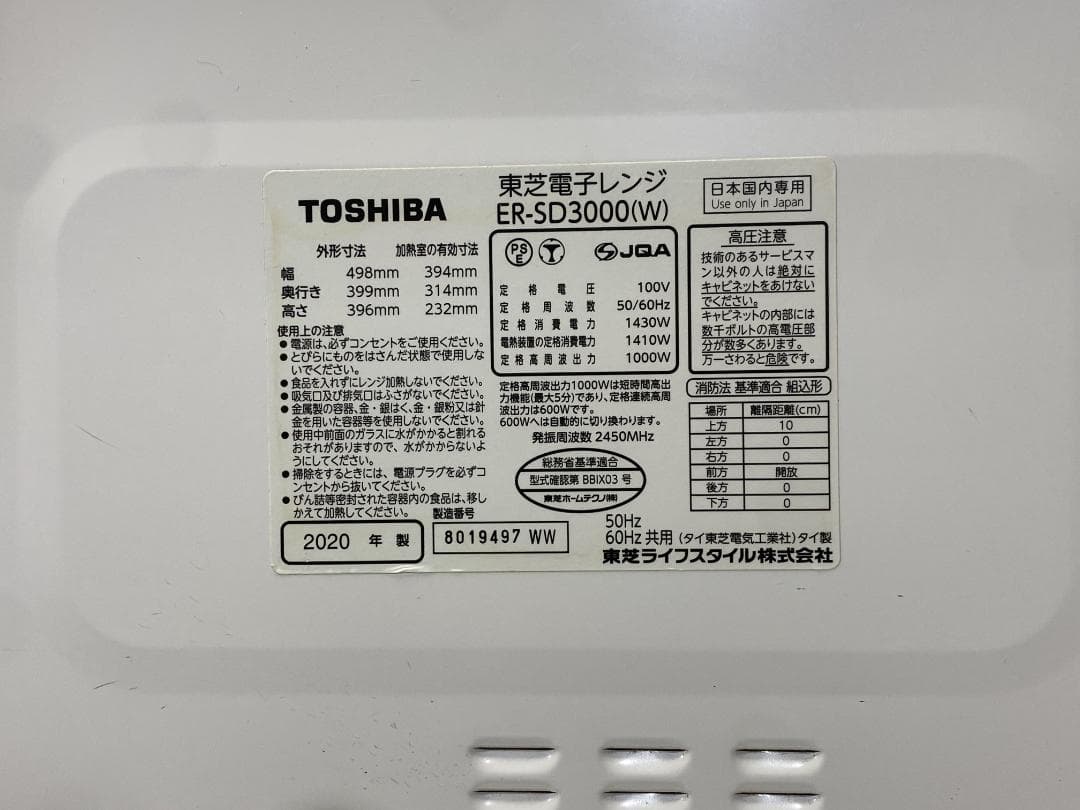 TOSHIBA
東芝電子レンジ
ER-SD3000(W)
日本国内専用
Use only in Japan
外形寸法 加熱室の有効寸法
幅 498mm 394mm
奥行き 399mm 314mm
高さ 396mm 232mm
使用上の注意
●電源は、必ずコンセントをご使用ください。
●とびらにものをはさんだ状態で使用しな
いでください。
●食品を入れずにレンジ加熱しないでください。
●吸気口及び排気口はふさがないでください。
●金属製の容器、金・銀はく、金・銀粉又は針
金を用いた容器等を使用しないでください。
●使用中前面のガラスに水がかかると割れる
おそれがありますので、水がかからないよ
うにしてください。
●掃除をするときには、電源プラグを必ずコ
ンセントから抜いてください。
●びん詰等密封された容器内の食品は、移し
かえて加熱してください。
2020 年 製
製造番号
8019497 WW
PS
E
JQA
定格電圧 100V
定格周波数 50/60Hz
定格消費電力 1430W
電熱装置の定格消費電力 1410W
定格高周波出力 1000W
定格高周波出力1000Wは短時間高出
力機能(最大5分)であり、定格連続高周
波出力は600Wです。
600Wへは自動的に切り換わります。
発振周波数 2450MHz
総務省基準適合
型式確認第 BBIX03 号
東芝ホームテクノ(株)
高圧注意
技術のあるサービスマ
ン以外の人は絶対に
キャビネットをあけない
でください。
キャビネットの内部には
数千ボルトの高電圧部
分が数多くあります。
万一さわると危険です。
消防法 基準適合 組込形
場所 離隔距離(cm)
上方 10
左方 0
右方 0
前方 開放
後方 0
下方 0
50Hz
60Hz 共用 (タイ東芝電気工業社)タイ製
東芝ライフスタイル株式会社